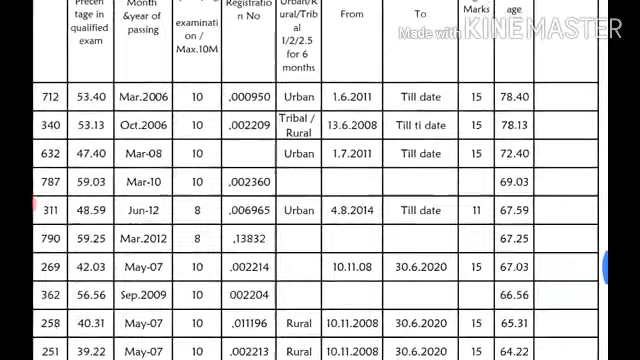 Precen Month Registratio Urban/R
tage in &year of ural/Trib From To Marks age
qualified passing examinati n No al
exam on / 1/2/2.5
Max.10M for 6
months
Made with KINEMASTER
712 53.40 Mar.2006 10 ,000950 Urban 1.6.2011 Till date 15 78.40
340 53.13 Oct.2006 10 ,002209 Tribal / Rural 13.6.2008 Till ti date 15 78.13
632 47.40 Mar-08 10 Urban 1.7.2011 Till date 15 72.40
787 59.03 Mar-10 10 ,002360 69.03
311 48.59 Jun-12 8 ,006965 Urban 4.8.2014 Till date 11 67.59
790 59.25 Mar.2012 8 ,13832 67.25
269 42.03 May-07 10 ,002214 10.11.08 30.6.2020 15 67.03
362 56.56 Sep.2009 10 002204 66.56
258 40.31 May-07 10 ,011196 Rural 10.11.2008 30.6.2020 15 65.31
251 39.22 May-07 10 ,002213 Rural 10.11.2008 30.6.2020 15 64.22